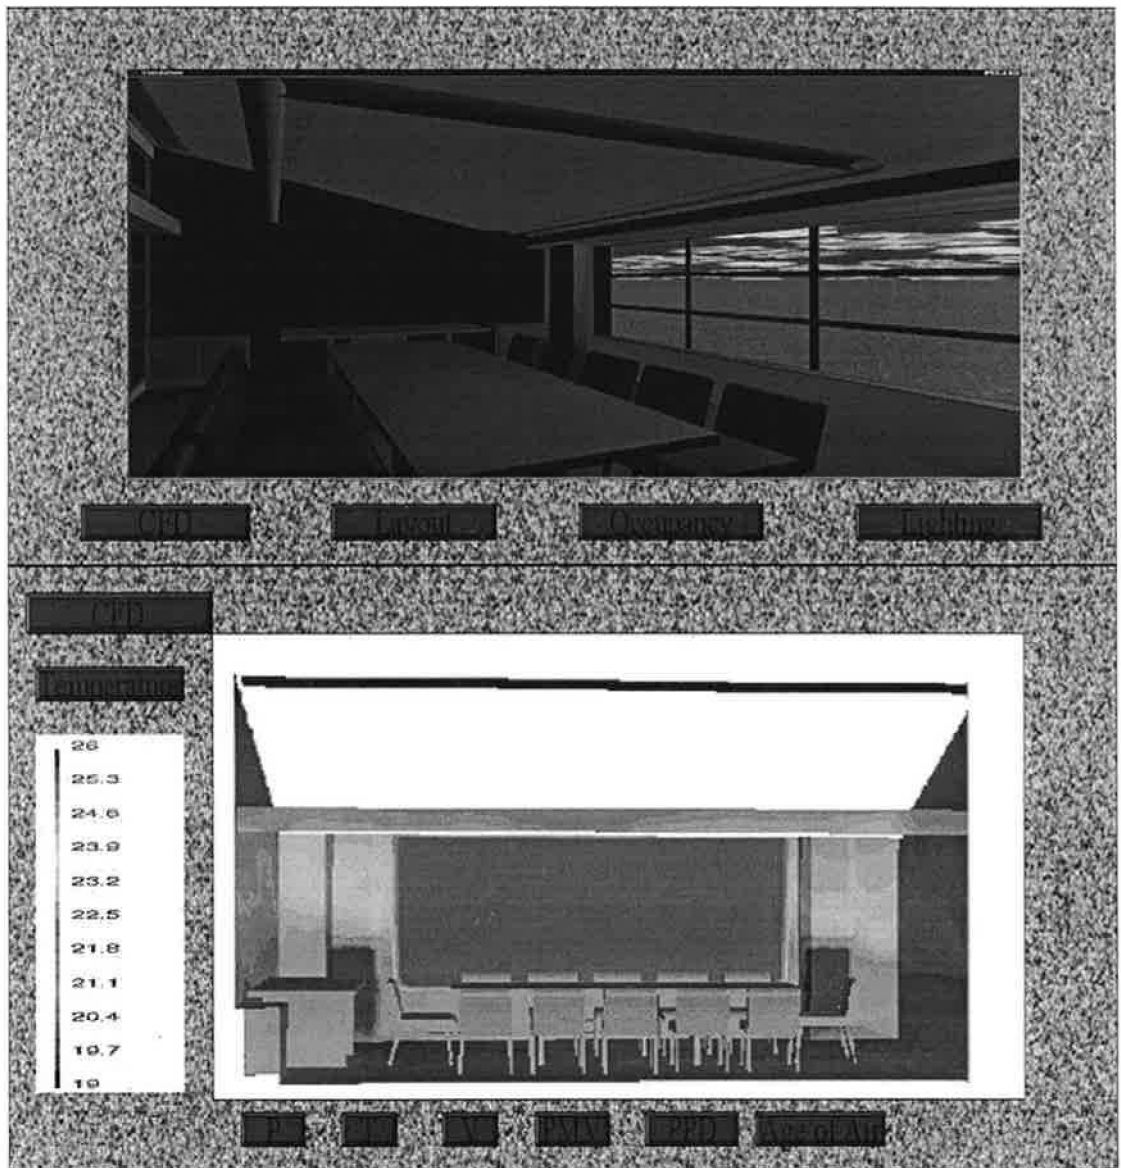 CFD Layout Occupancy Lighting
CFD
Temperature
26
25.3
24.6
23.9
23.2
22.5
21.8
21.1
20.4
19.7
19
P T V PMV PPD Age of Air